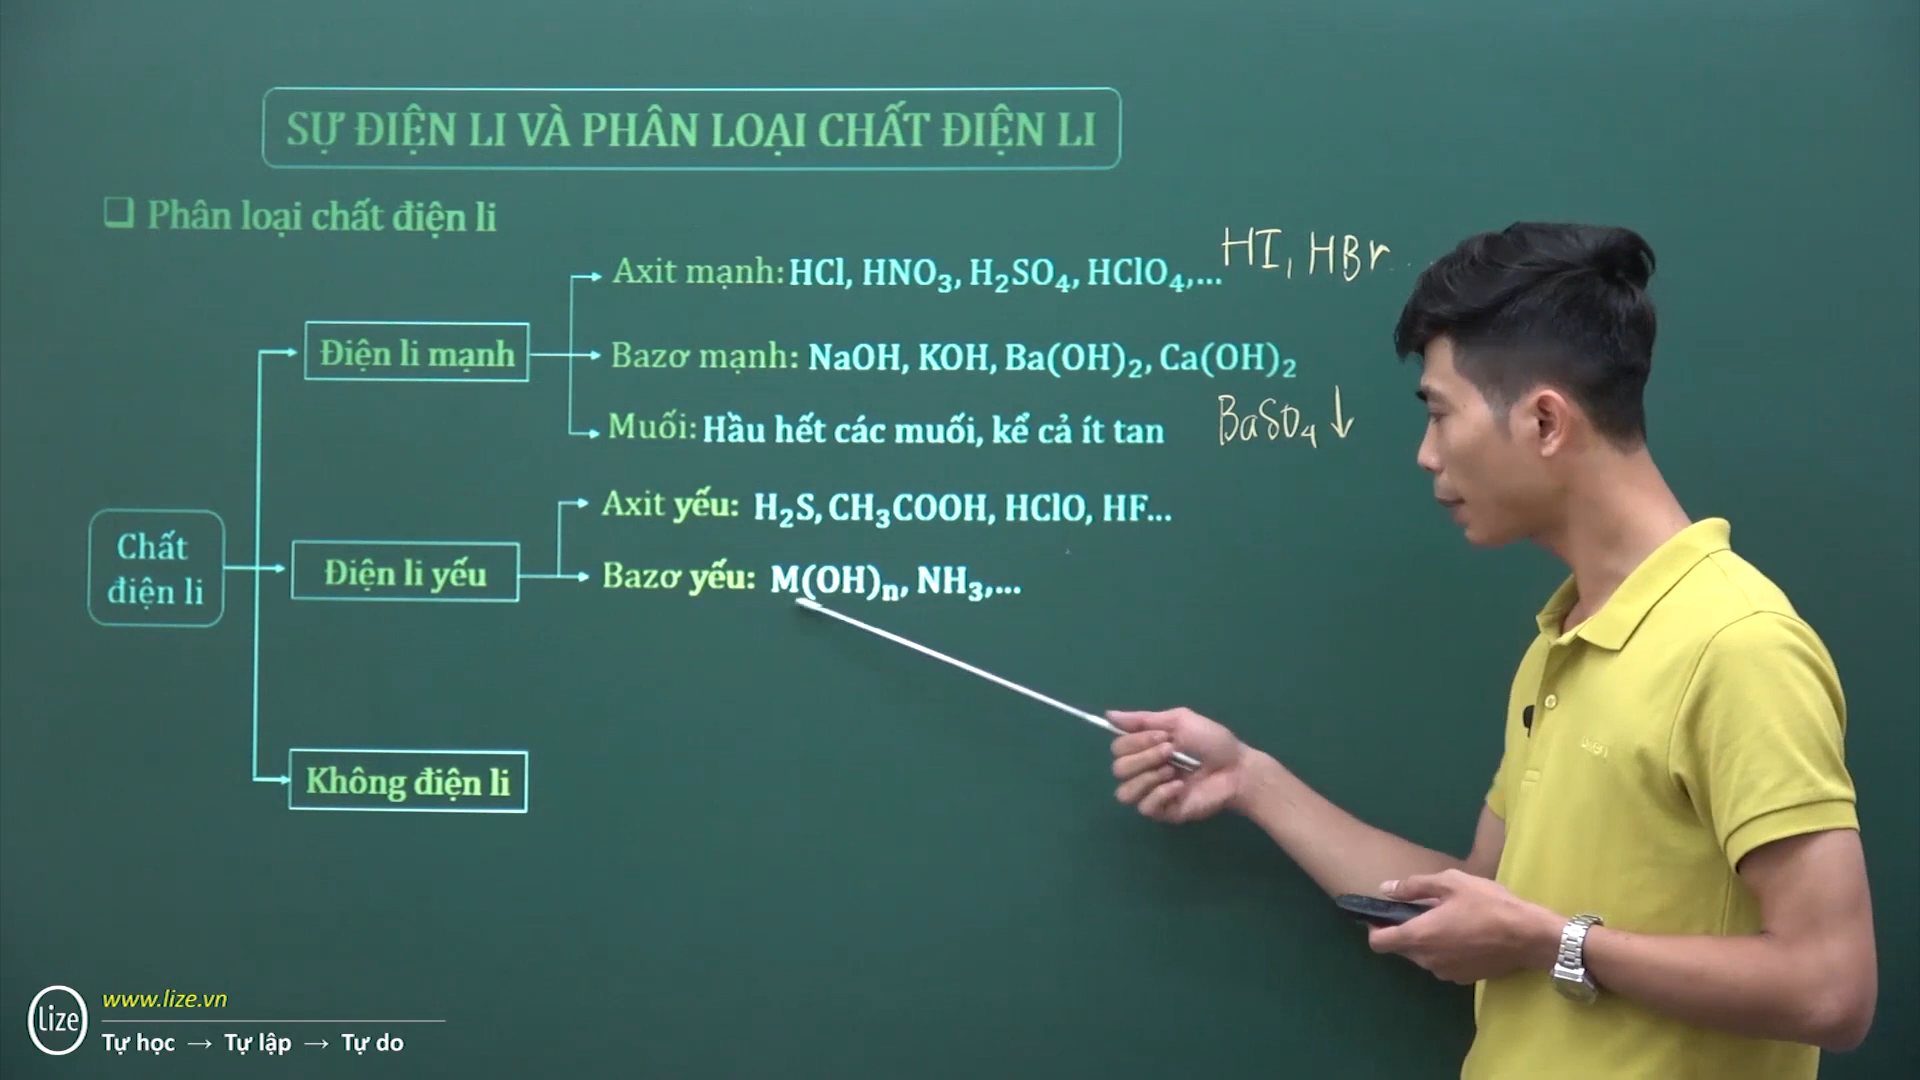 SỰ ĐIỆN LI VÀ PHÂN LOẠI CHẤT ĐIỆN LI
❑ Phân loại chất điện li
Axit mạnh: HCl, HNO₃, H₂SO₄, HClO₄,... HI, HBr...
Điện li mạnh
Bazơ mạnh: NaOH, KOH, Ba(OH)₂, Ca(OH)₂
Muối: Hầu hết các muối, kể cả ít tan BaSO₄↓
Chất
điện li
Axit yếu: H₂S, CH₃COOH, HClO, HF...
Điện li yếu
Bazơ yếu: M(OH)ₙ, NH₃,...
Không điện li
lize
www.lize.vn
Tự học → Tự lập → Tự do